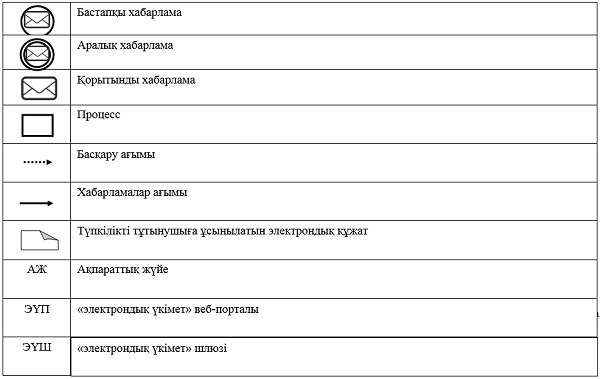 Бастапқы хабарлама
Аралық хабарлама
Қорытынды хабарлама
Процесс
Басқару ағымы
Хабарламалар ағымы
Түпкілікті тұтынушыға ұсынылатын электрондық құжат
АЖ Ақпараттық жүйе
ЭҮП «электрондық үкімет» веб-порталы
ЭҮШ «электрондық үкімет» шлюзі